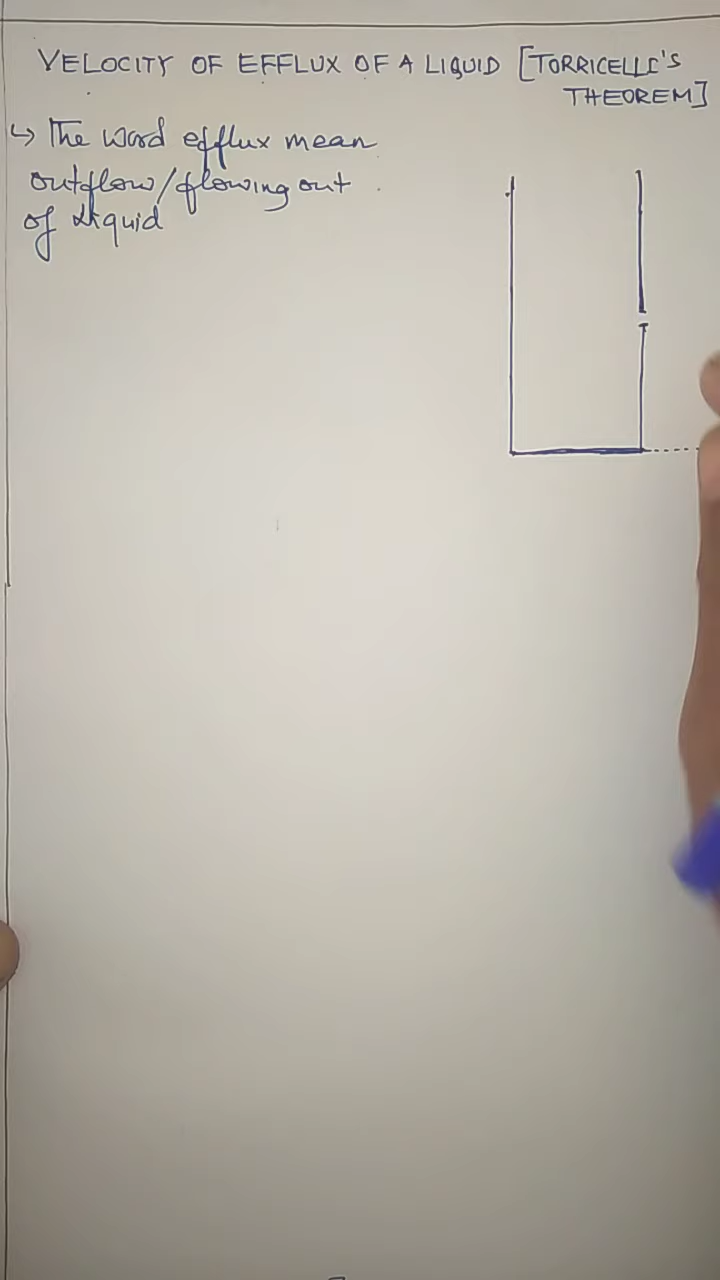 VELOCITY OF EFFLUX OF A LIQUID [TORRICELLI'S
THEOREM]
↳ The word efflux mean
outflow/flowing out
of liquid